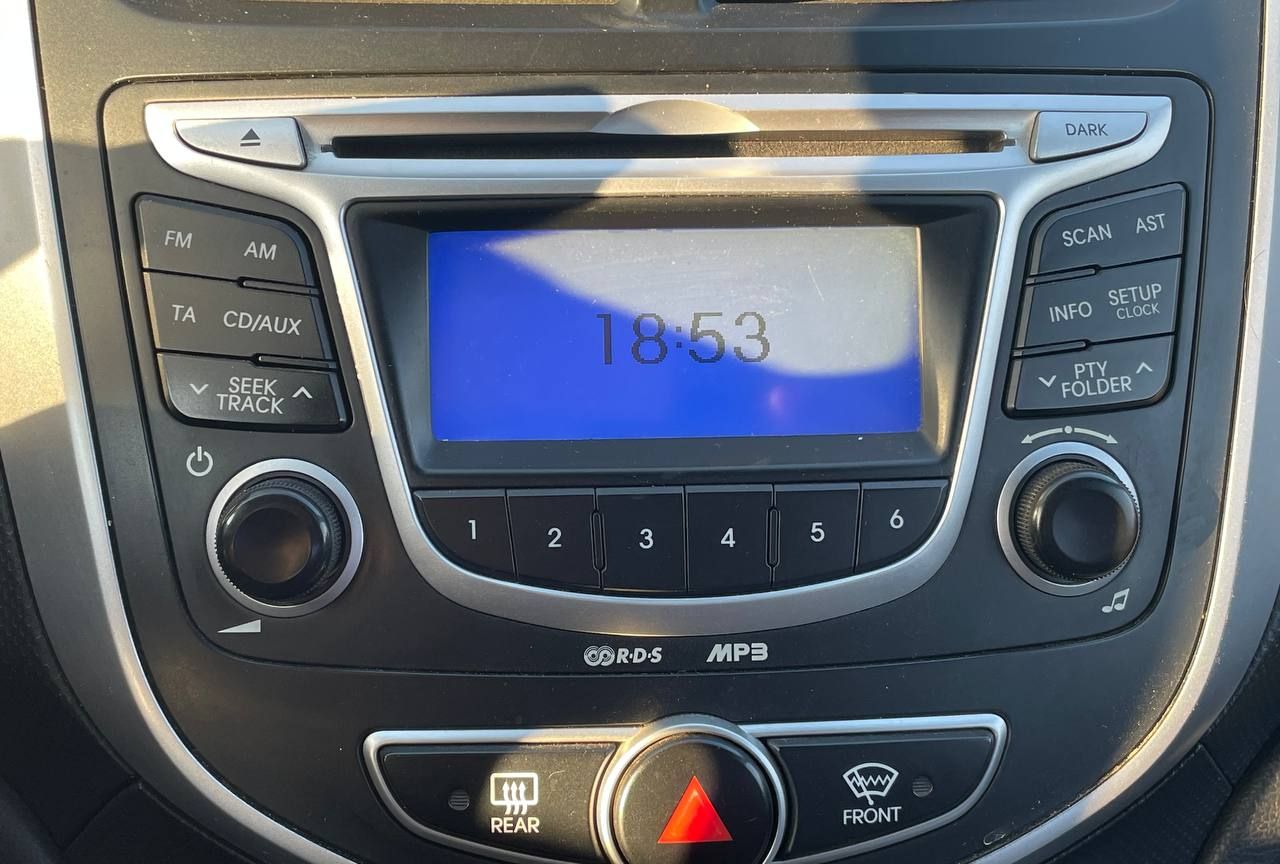 DARK
FM AM
SCAN AST
TA CD/AUX
INFO SETUP
CLOCK
SEEK
TRACK
PTY
FOLDER
18:53
1 2 3 4 5 6
R·D·S MP3
REAR
FRONT